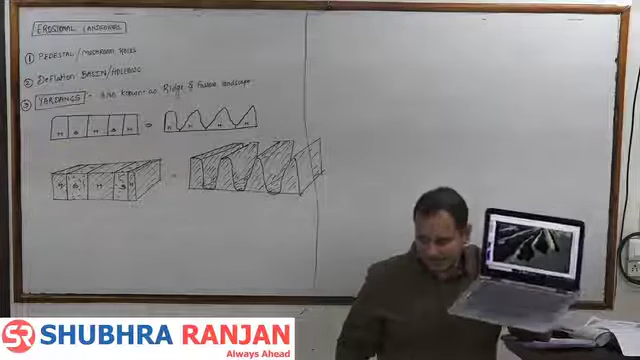 EROSIONAL LANDFORMS
① PEDESTAL/MUSHROOM ROCKS
② Deflation BASIN/HOLLOWS
③ YARDANGS - Also known as Ridge & Furrow landscape
H S H S H = H H H H
H S H S H =
SR SHUBHRA RANJAN
Always Ahead